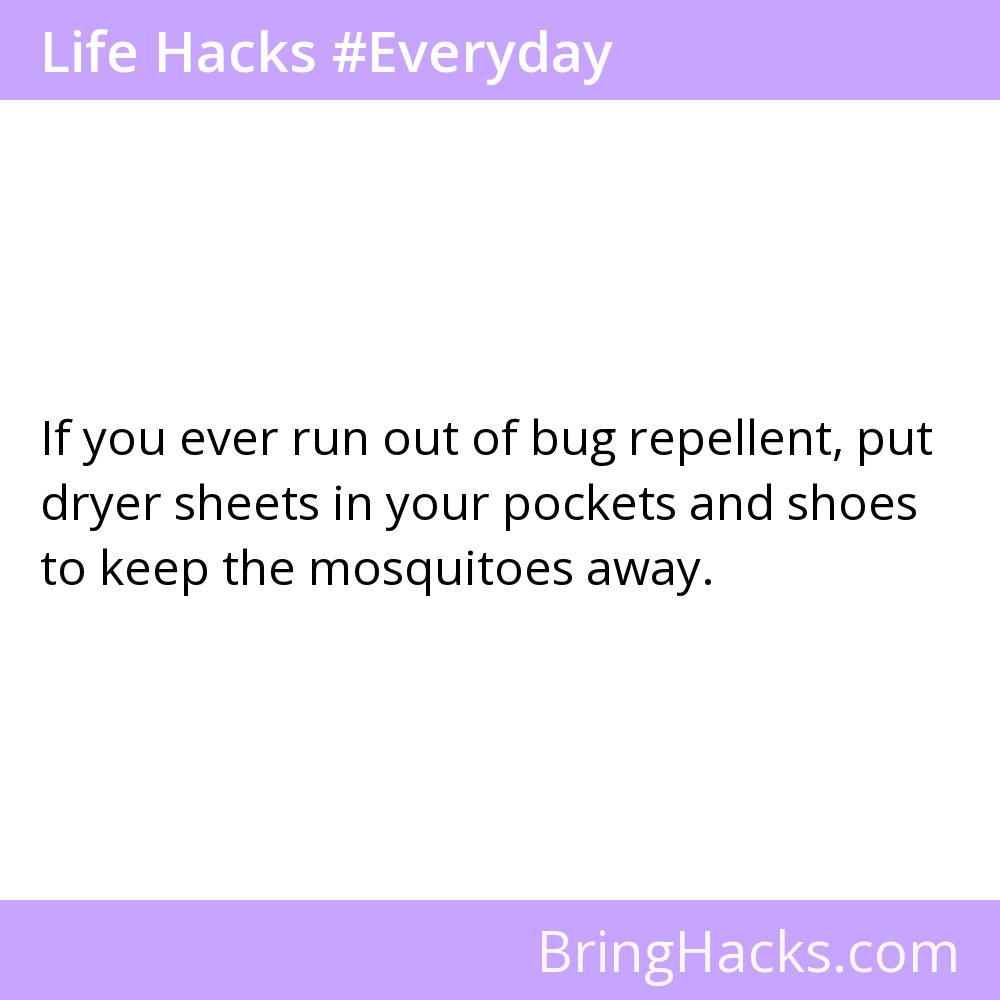 Life Hacks #Everyday
If you ever run out of bug repellent, put
dryer sheets in your pockets and shoes
to keep the mosquitoes away.
BringHacks.com